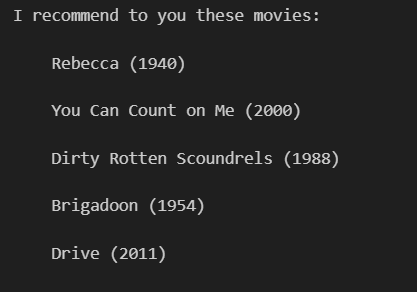 I recommend to you these movies:
Rebecca (1940)
You Can Count on Me (2000)
Dirty Rotten Scoundrels (1988)
Brigadoon (1954)
Drive (2011)